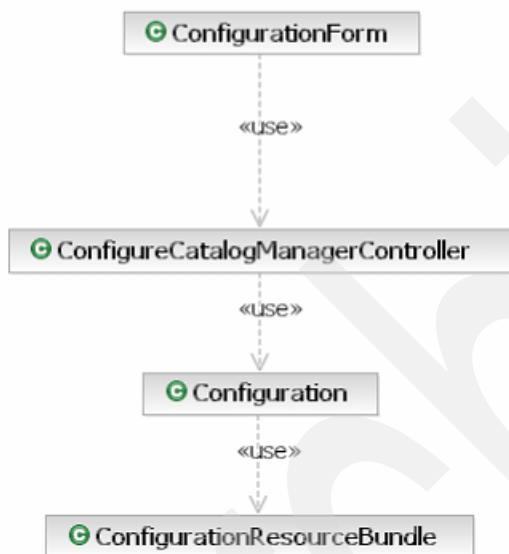 ConfigurationForm
«use»
ConfigureCatalogManagerController
«use»
Configuration
«use»
ConfigurationResourceBundle